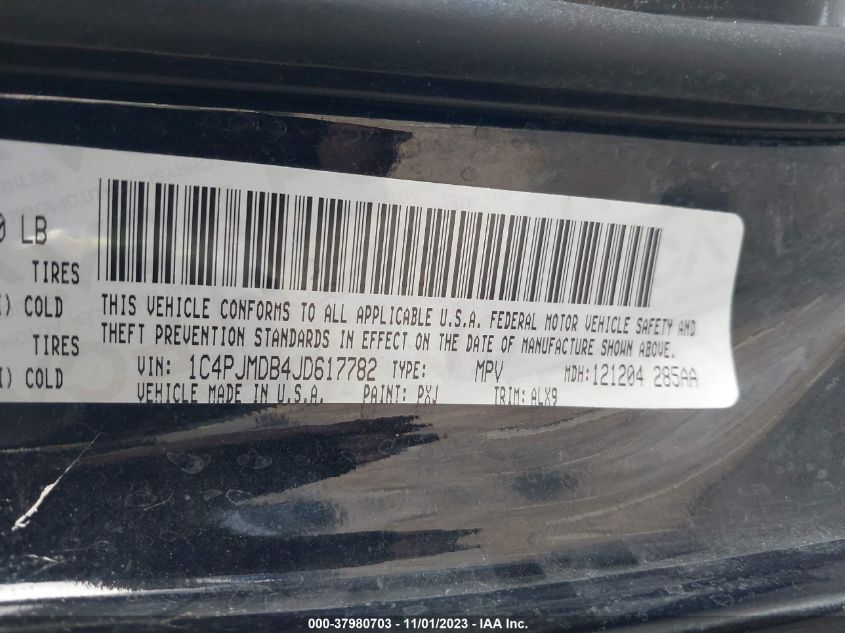 0 LB
TIRES
) COLD
THIS VEHICLE CONFORMS TO ALL APPLICABLE U.S.A. FEDERAL MOTOR VEHICLE SAFETY AND
THEFT PREVENTION STANDARDS IN EFFECT ON THE DATE OF MANUFACTURE SHOWN ABOVE.
TIRES
) COLD
VIN: 1C4PJMDB4JD617782 TYPE: MPV MDH: 121204 285AA
VEHICLE MADE IN U.S.A. PAINT: PXJ TRIM: ALX9
000-37980703 - 11/01/2023 - © IAA Inc.